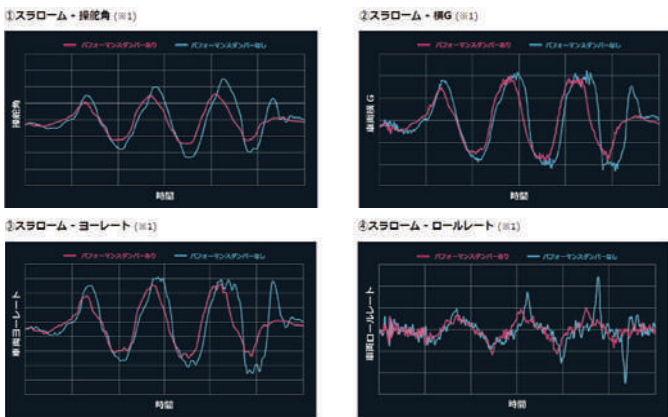 ①スラローム - 操舵角 (※1)
パフォーマンスダンパーあり パフォーマンスダンパーなし
操舵角
時間
②スラローム - 横G (※1)
パフォーマンスダンパーあり パフォーマンスダンパーなし
車両横G
時間
③スラローム - ヨーレート (※1)
パフォーマンスダンパーあり パフォーマンスダンパーなし
車両ヨーレート
時間
④スラローム - ロールレート (※1)
パフォーマンスダンパーあり パフォーマンスダンパーなし
車両ロールレート
時間